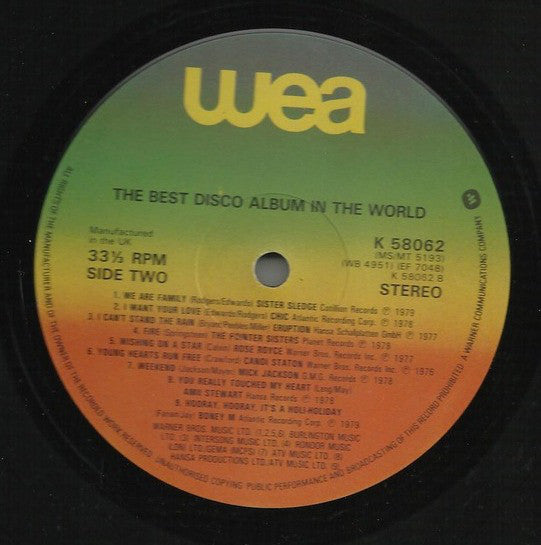 wea
THE BEST DISCO ALBUM IN THE WORLD
Manufactured
in the UK
33⅓ RPM
SIDE TWO
K 58062
(MS/MT 5193)
(WB 4951) (EF 7048)
K 58062 B
STEREO
1. WE ARE FAMILY (Rodgers/Edwards) SISTER SLEDGE Cotillion Records ℗ 1979
2. I WANT YOUR LOVE (Rodgers/Edwards) CHIC Atlantic Recording Corp. ℗ 1978
3. I CAN'T STAND THE RAIN (Bryant/Peebles/Miller) ERUPTION Hansa Schallplatten GmbH ℗ 1977
4. FIRE (Springsteen) THE POINTER SISTERS Planet Records ℗ 1978
5. WISHING ON A STAR (Calvin) ROSE ROYCE Warner Bros. Records Inc. ℗ 1977
6. YOUNG HEARTS RUN FREE (Crawford) CANDI STATON Warner Bros. Records Inc. ℗ 1976
7. WEEKEND (Jackson/Mavers) MICK JACKSON G.M.G. Records ℗ 1978
8. YOU REALLY TOUCHED MY HEART (Lang/May)
AMII STEWART Hansa Records ℗ 1978
9. HOORAY, HOORAY, IT'S A HOLI-HOLIDAY
(Farian/Jay) BONEY M Atlantic Recording Corp. ℗ 1979
WARNER BROS. MUSIC LTD. (1,2,5,6) BURLINGTON MUSIC
LTD. (3) INTERSONG MUSIC LTD. (4) RONDOR MUSIC
(LON) LTD./GEMA (MCPS) (7) ATV MUSIC LTD. (8)
HANSA PRODUCTIONS LTD./ATV MUSIC LTD. (9).
ALL RIGHTS OF THE MANUFACTURER AND OF THE OWNER OF THE RECORDED WORK RESERVED. UNAUTHORISED COPYING, PUBLIC PERFORMANCE AND BROADCASTING OF THIS RECORD PROHIBITED. A WARNER COMMUNICATIONS COMPANY.